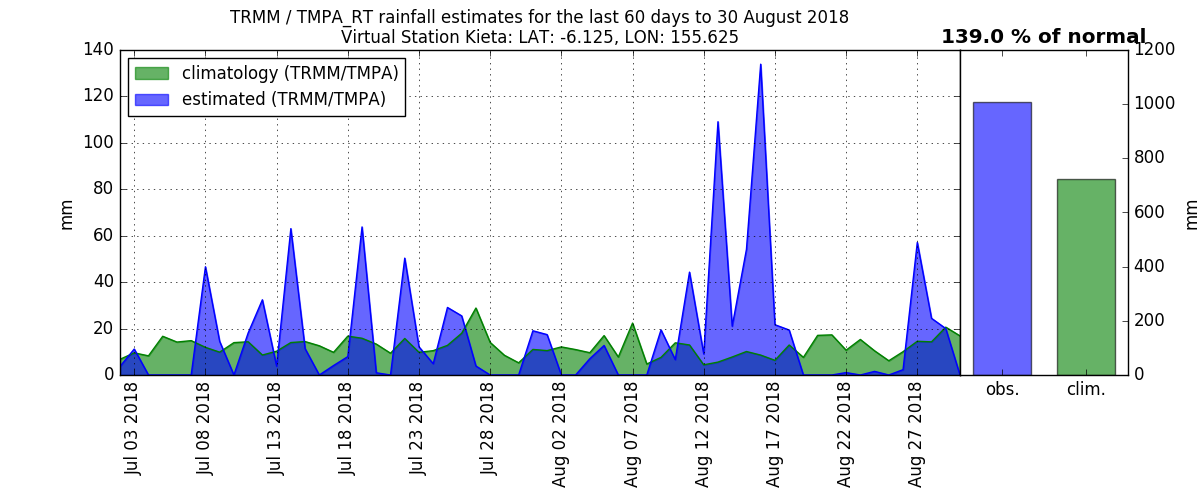 TRMM / TMPA_RT rainfall estimates for the last 60 days to 30 August 2018
Virtual Station Kieta: LAT: -6.125, LON: 155.625
139.0 % of normal
climatology (TRMM/TMPA)
estimated (TRMM/TMPA)
mm
140
120
100
80
60
40
20
0
Jul 03 2018
Jul 08 2018
Jul 13 2018
Jul 18 2018
Jul 23 2018
Jul 28 2018
Aug 02 2018
Aug 07 2018
Aug 12 2018
Aug 17 2018
Aug 22 2018
Aug 27 2018
1200
1000
800
600
400
200
0
mm
obs.
clim.